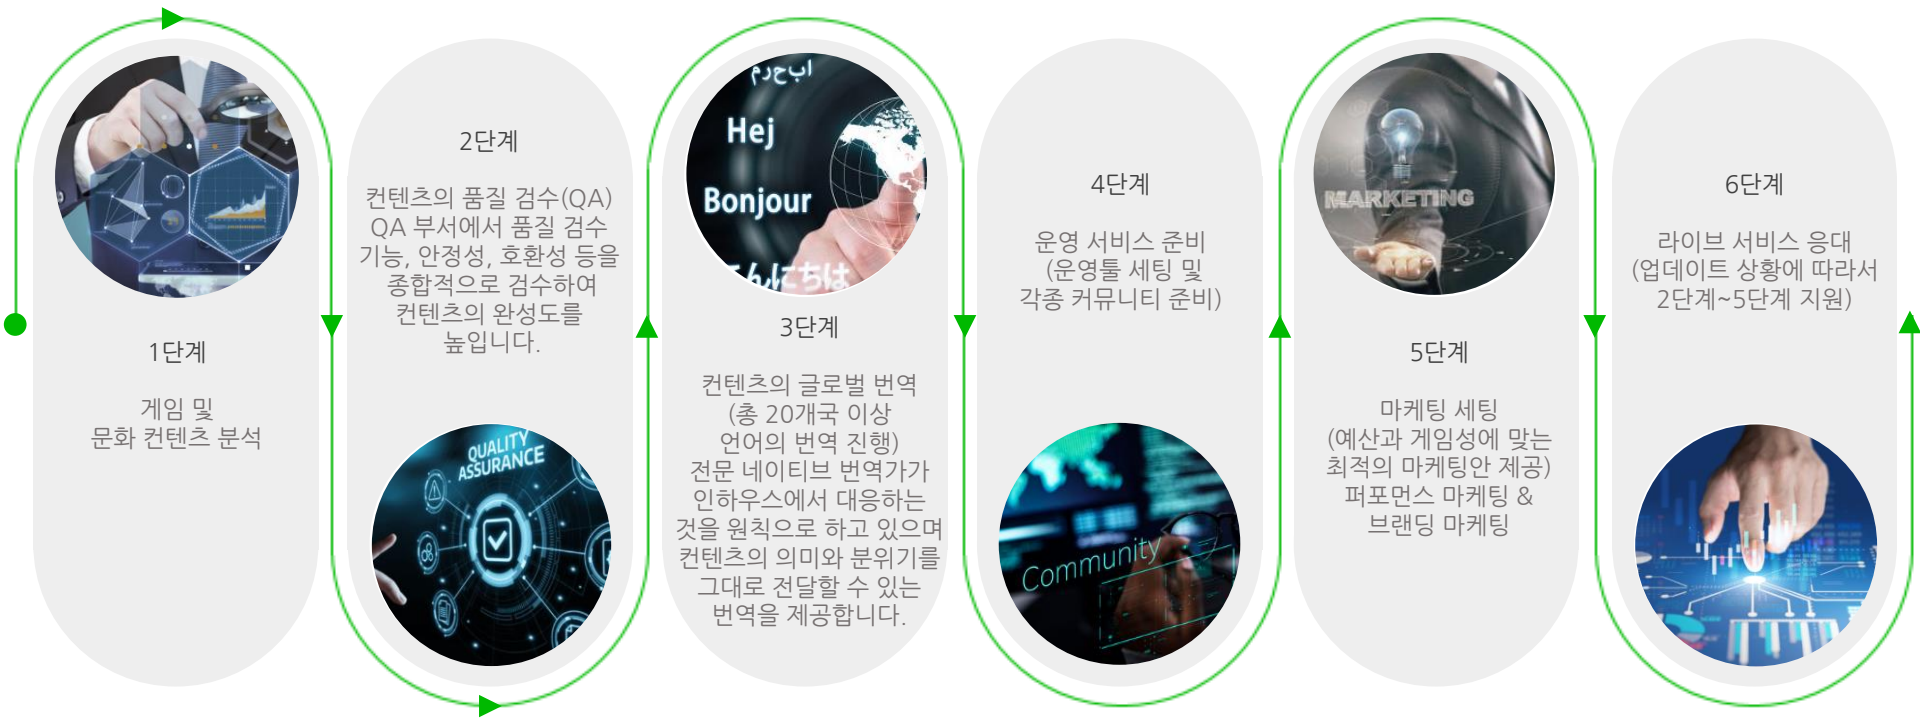 1단계
게임 및
문화 컨텐츠 분석
2단계
컨텐츠의 품질 검수(QA)
QA 부서에서 품질 검수
기능, 안정성, 호환성 등을
종합적으로 검수하여
컨텐츠의 완성도를
높입니다.
QUALITY
ASSURANCE
ابحرم
Hej
Bonjour
こんにちは
3단계
컨텐츠의 글로벌 번역
(총 20개국 이상
언어의 번역 진행)
전문 네이티브 번역가가
인하우스에서 대응하는
것을 원칙으로 하고 있으며
컨텐츠의 의미와 분위기를
그대로 전달할 수 있는
번역을 제공합니다.
4단계
운영 서비스 준비
(운영툴 세팅 및
각종 커뮤니티 준비)
Community
MARKETING
5단계
마케팅 세팅
(예산과 게임성에 맞는
최적의 마케팅안 제공)
퍼포먼스 마케팅 &
브랜딩 마케팅
6단계
라이브 서비스 응대
(업데이트 상황에 따라서
2단계~5단계 지원)